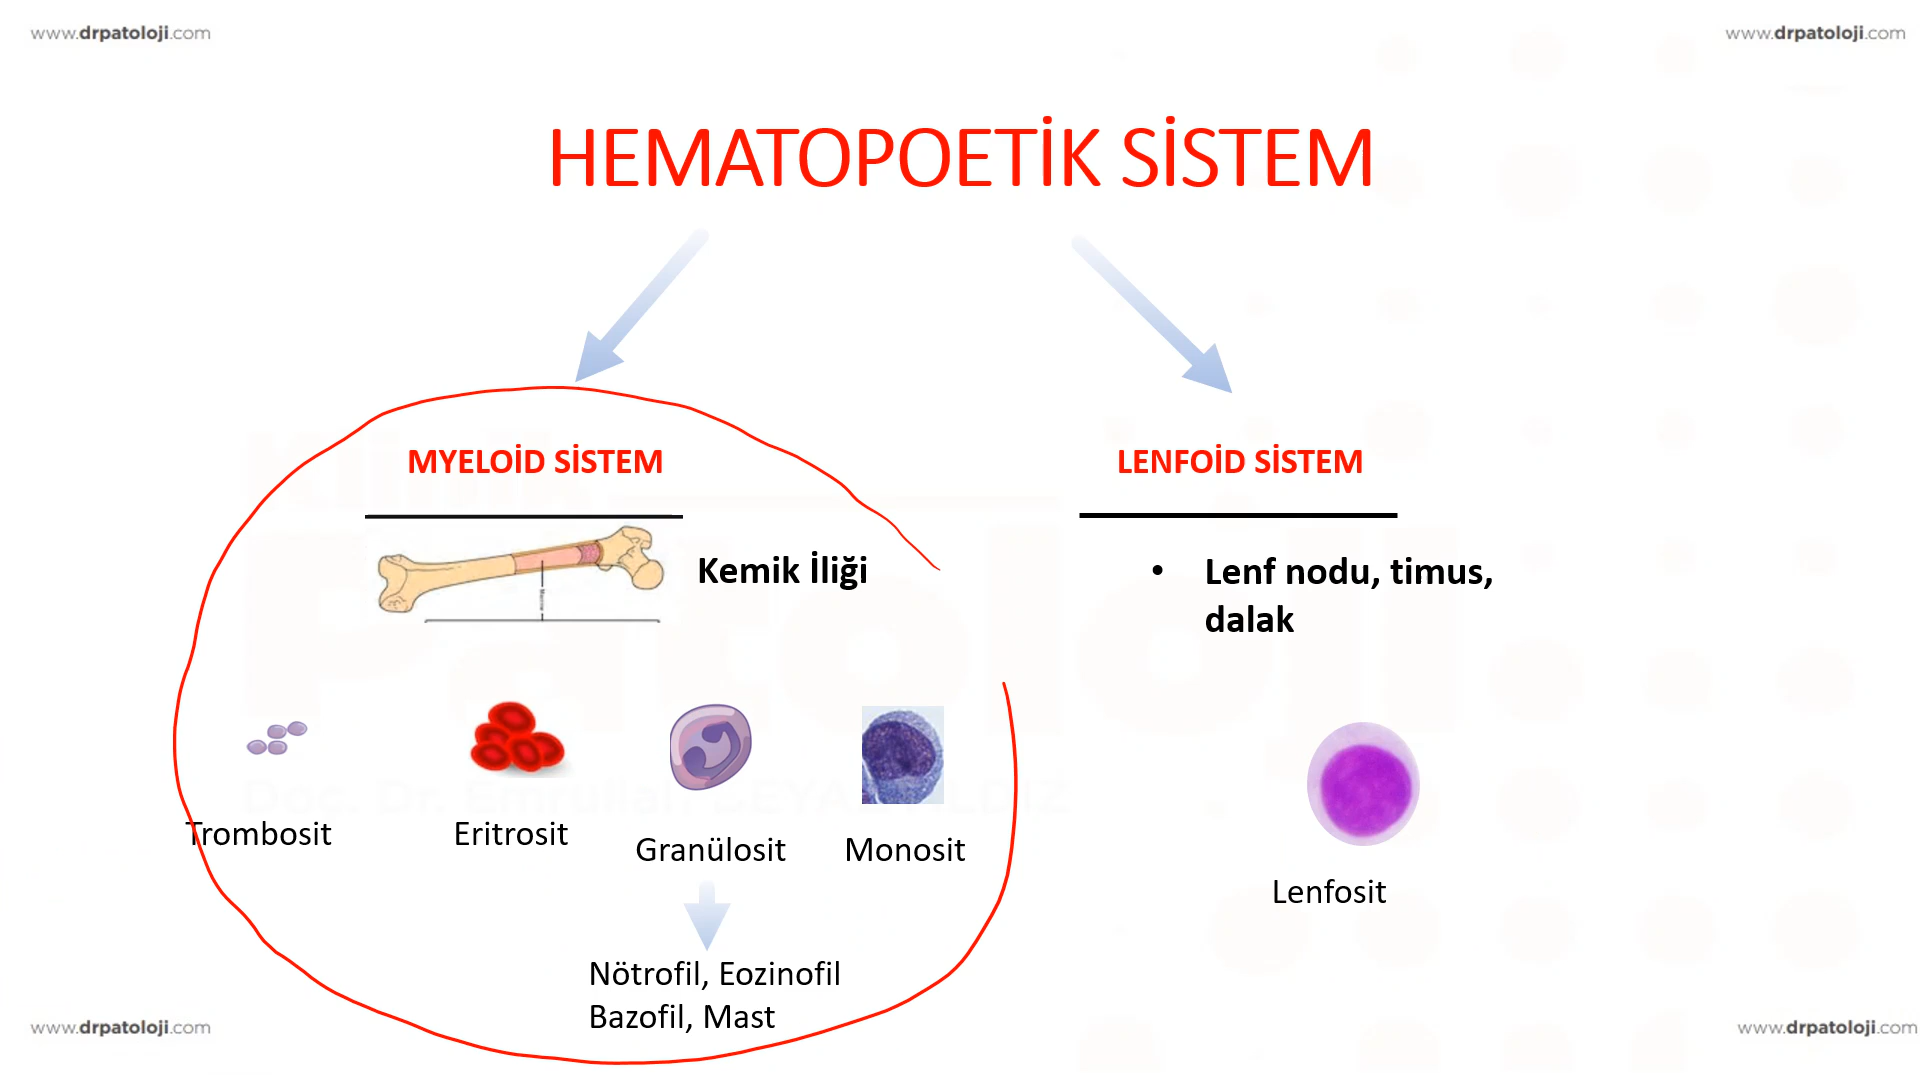 www.drpatoloji.com
www.drpatoloji.com
HEMATOPOETİK SİSTEM
MYELOİD SİSTEM
LENFOİD SİSTEM
Kemik İliği
• Lenf nodu, timus,
dalak
Trombosit
Eritrosit
Granülosit
Monosit
Lenfosit
Nötrofil, Eozinofil
Bazofil, Mast
www.drpatoloji.com
www.drpatoloji.com